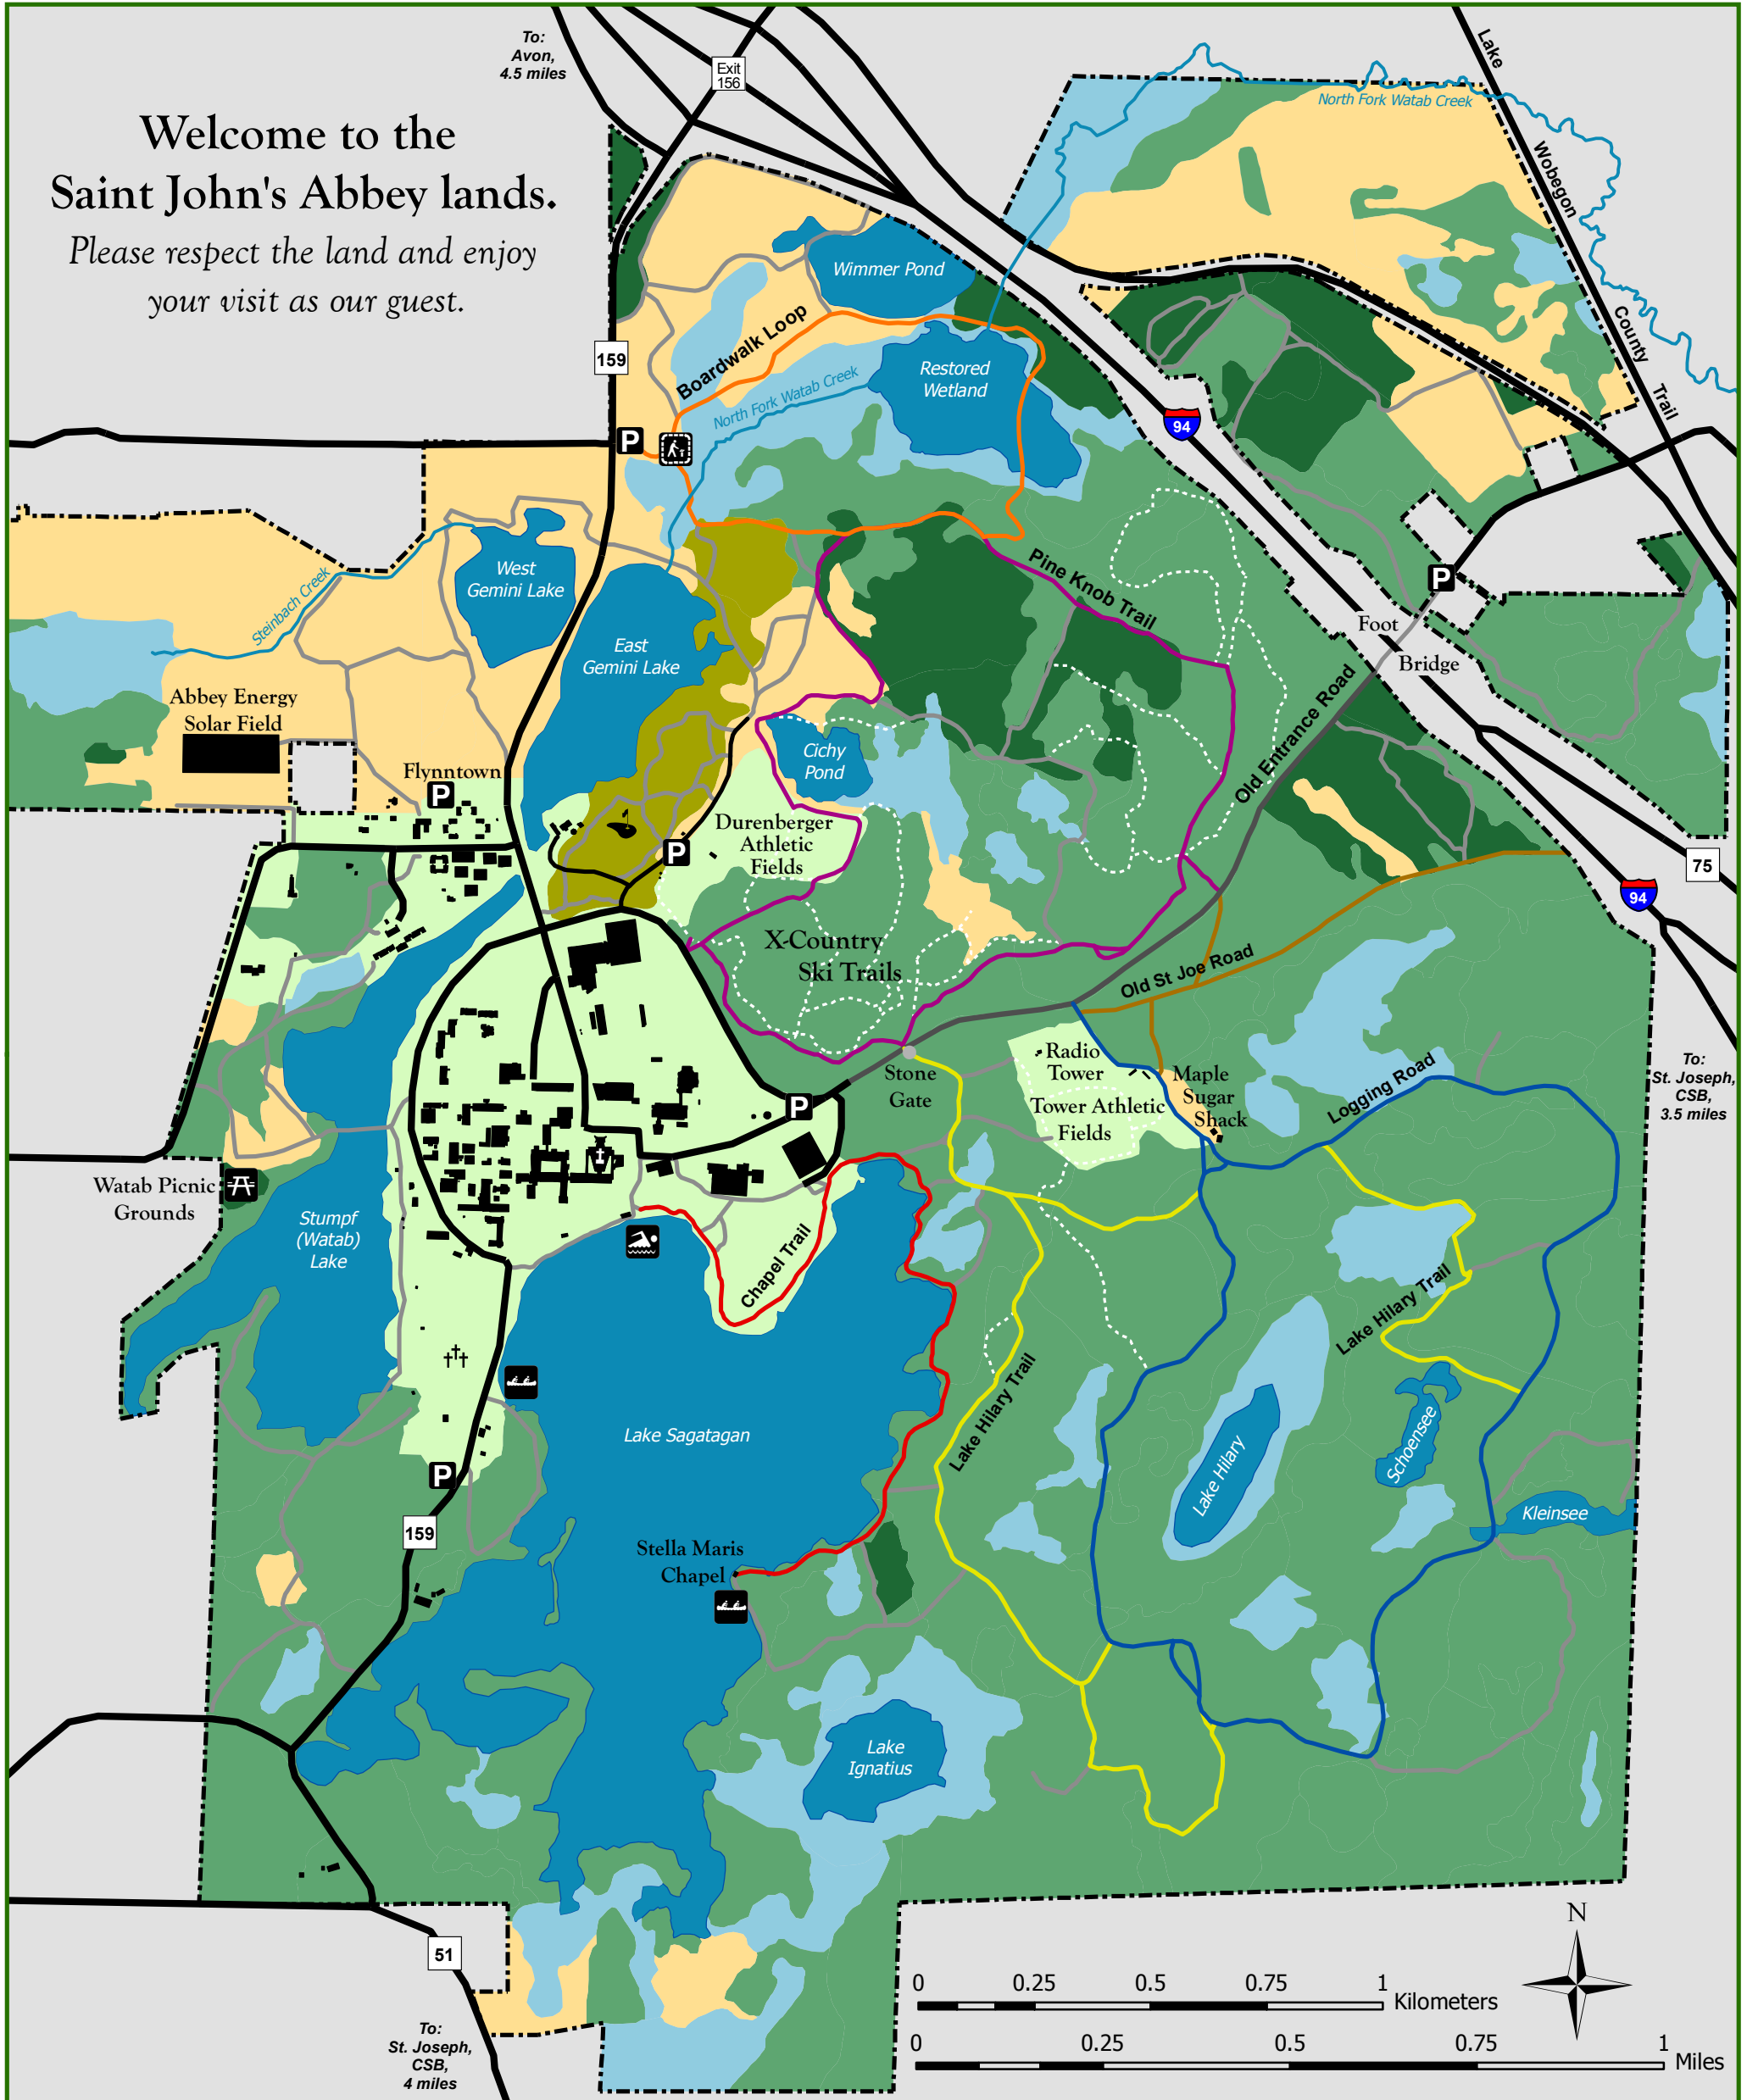 To:
Avon,
4.5 miles
Exit
156
Lake
Wobegon
County
Trail
North Fork Watab Creek
Welcome to the
Saint John's Abbey lands.
Please respect the land and enjoy
your visit as our guest.
Wimmer Pond
Boardwalk Loop
159
Restored
Wetland
North Fork Watab Creek
94
P
P
West
Gemini Lake
Pine Knob Trail
Steinbach Creek
East
Gemini Lake
Foot
Bridge
Abbey Energy
Solar Field
Old Entrance Road
Cichy
Pond
Flynntown
P
Durenberger
Athletic
Fields
P
75
94
X-Country
Ski Trails
Old St Joe Road
Radio
Tower
Stone
Gate
Maple
Sugar
Shack
Tower Athletic
Fields
Logging Road
To:
St. Joseph,
CSB,
3.5 miles
P
Watab Picnic
Grounds
Stumpf
(Watab)
Lake
Chapel Trail
Lake Hilary Trail
Lake Hilary Trail
Lake Sagatagan
Lake Hilary
Schoensee
P
159
Kleinsee
Stella Maris
Chapel
Lake
Ignatius
N
51
0 0.25 0.5 0.75 1
Kilometers
0 0.25 0.5 0.75 1
Miles
To:
St. Joseph,
CSB,
4 miles